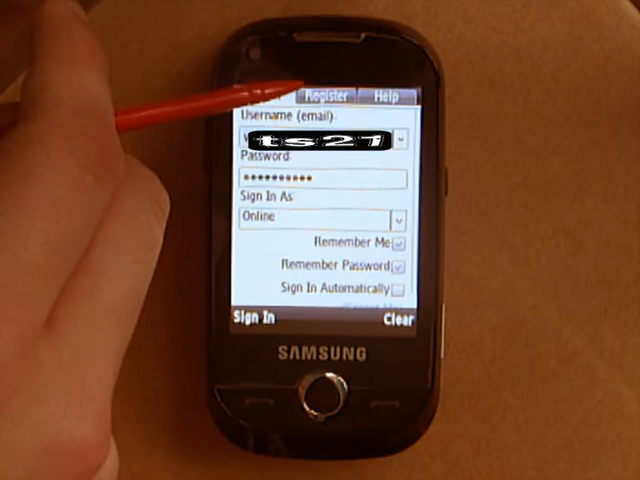 Register Help
Username (email):
ts21
Password:
**********
Sign In As:
Online
Remember Me
Remember Password
Sign In Automatically
Sign In Clear
SAMSUNG